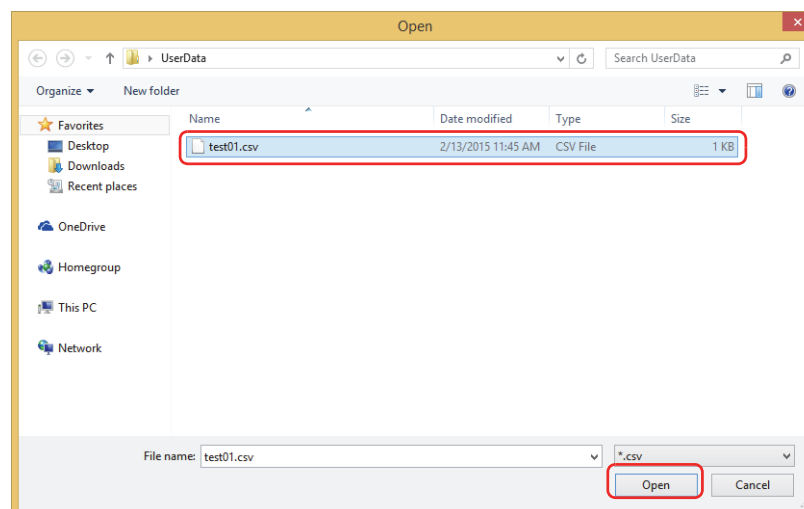 Open
UserData
Search UserData
Organize
New folder
Name
Date modified
Type
Size
Favorites
Desktop
Downloads
Recent places
OneDrive
Homegroup
This PC
Network
test01.csv
2/13/2015 11:45 AM
CSV File
1 KB
File name:
test01.csv
*.csv
Open
Cancel